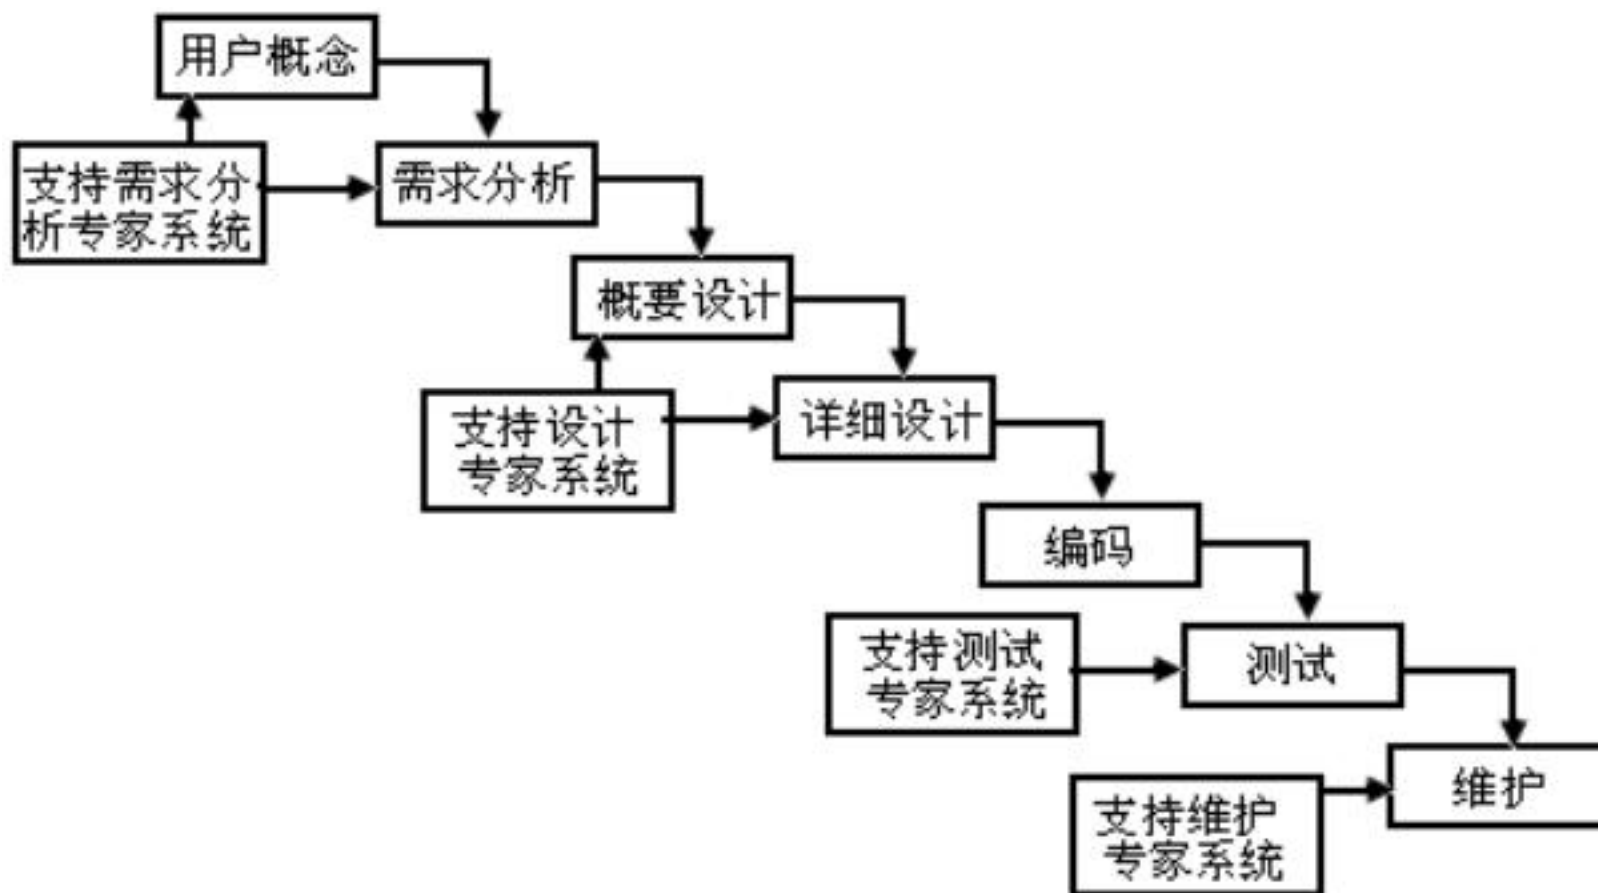 用户概念
支持需求分
析专家系统
需求分析
概要设计
支持设计
专家系统
详细设计
编码
支持测试
专家系统
测试
支持维护
专家系统
维护